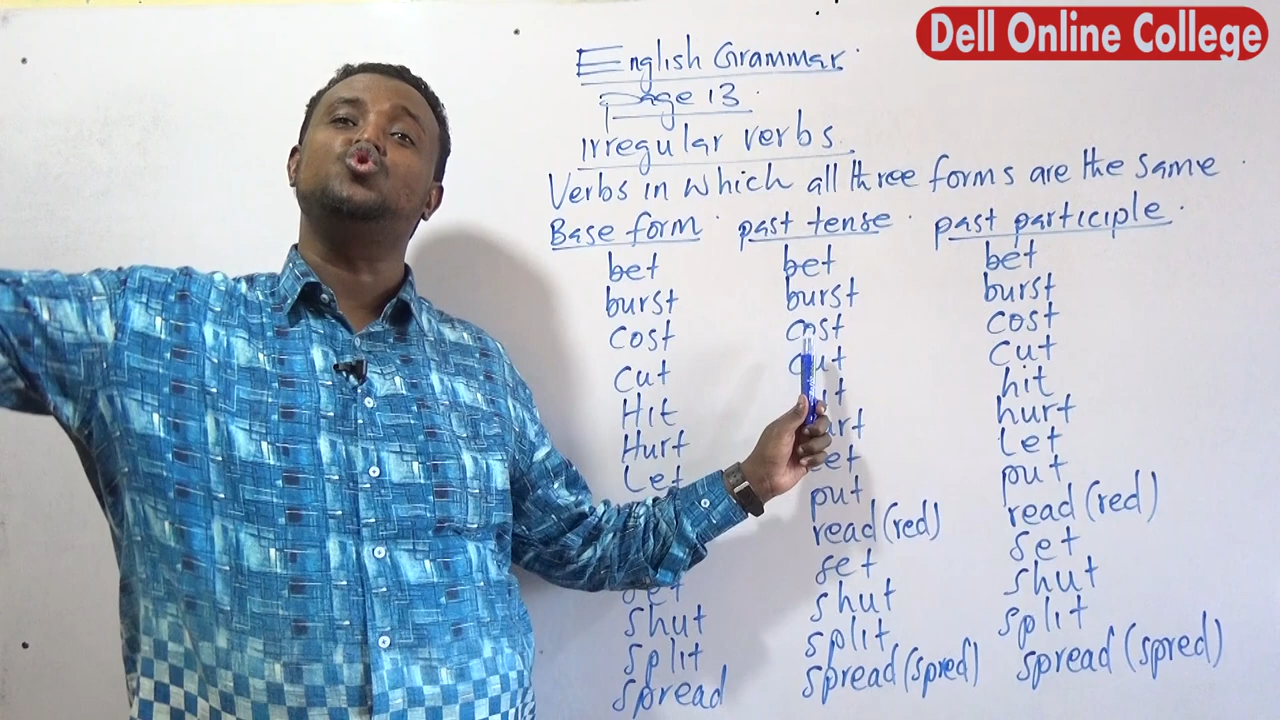 Dell Online College
English Grammar.
page 13.
Irregular verbs.
Verbs in which all three forms are the same.
Base form. past tense. past participle.
bet bet bet
burst burst burst
cost cost cost
cut cut cut
Hit hit
Hurt hurt
Let let
put put
read (red) read (red)
set set set
shut shut shut
split split split
spread spread (spred) spread (spred)